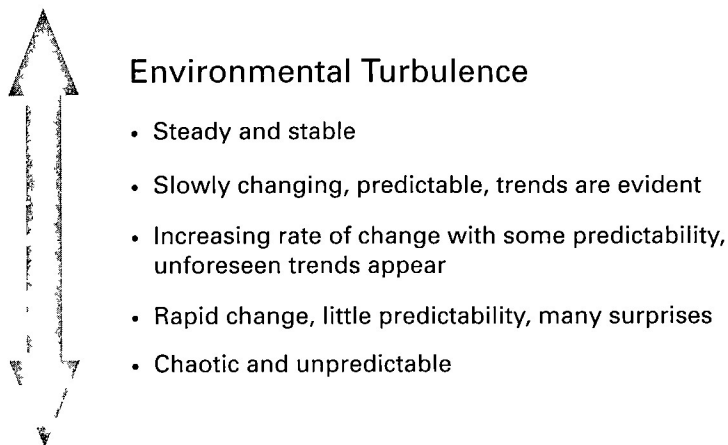 Environmental Turbulence
• Steady and stable
• Slowly changing, predictable, trends are evident
• Increasing rate of change with some predictability,
unforeseen trends appear
• Rapid change, little predictability, many surprises
• Chaotic and unpredictable